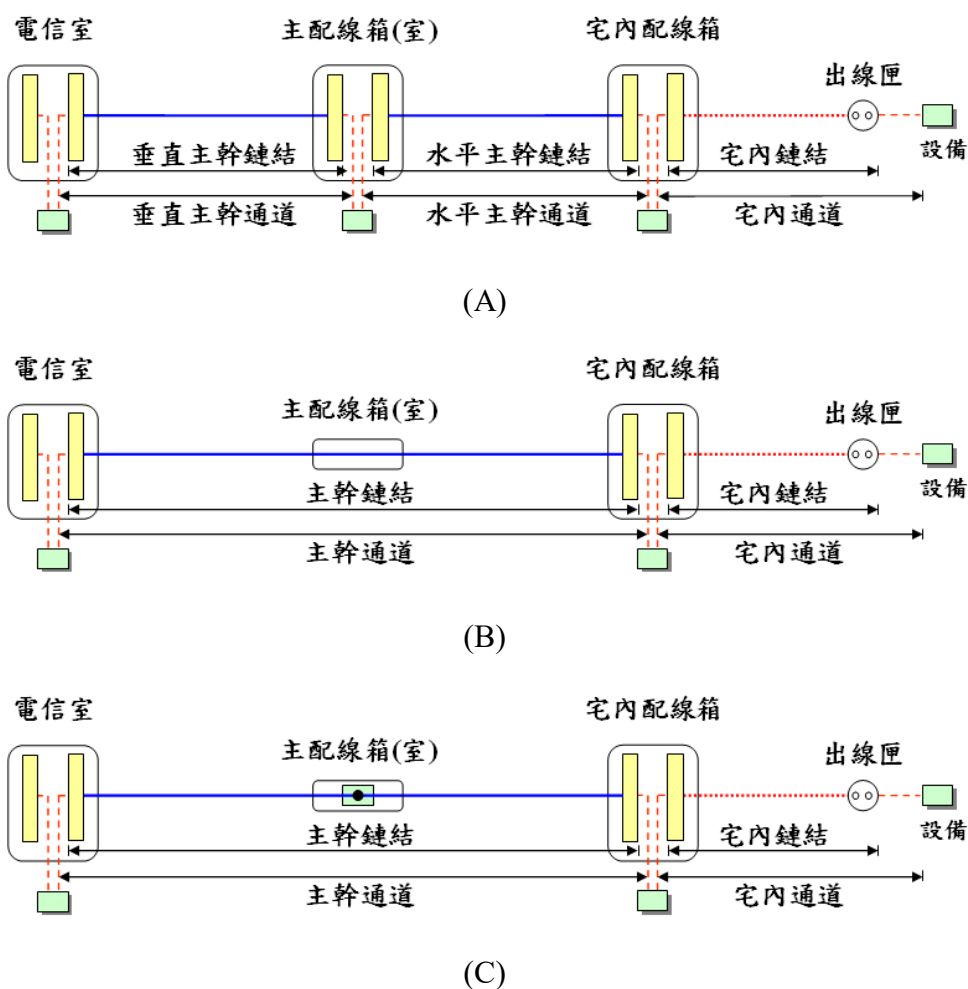 電信室 主配線箱(室) 宅內配線箱
出線匣
設備
垂直主幹鏈結 水平主幹鏈結 宅內鏈結
垂直主幹通道 水平主幹通道 宅內通道
(A)
電信室 宅內配線箱
主配線箱(室) 出線匣
設備
主幹鏈結 宅內鏈結
主幹通道 宅內通道
(B)
電信室 宅內配線箱
主配線箱(室) 出線匣
設備
主幹鏈結 宅內鏈結
主幹通道 宅內通道
(C)